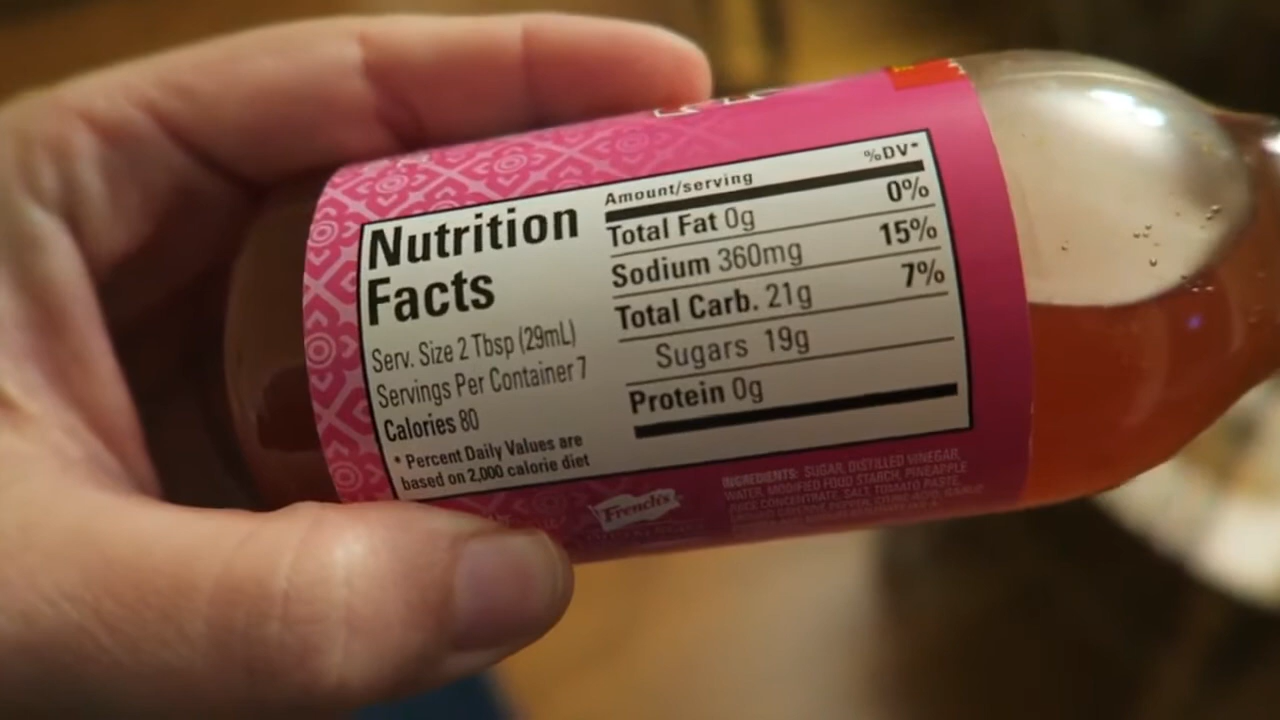 Nutrition
Facts
Serv. Size 2 Tbsp (29mL)
Servings Per Container 7
Calories 80
* Percent Daily Values are
based on 2,000 calorie diet
Amount/serving %DV*
Total Fat 0g 0%
Sodium 360mg 15%
Total Carb. 21g 7%
Sugars 19g
Protein 0g
French's
INGREDIENTS: SUGAR, DISTILLED VINEGAR,
WATER, MODIFIED FOOD STARCH, PINEAPPLE
JUICE CONCENTRATE, SALT, TOMATO PASTE,